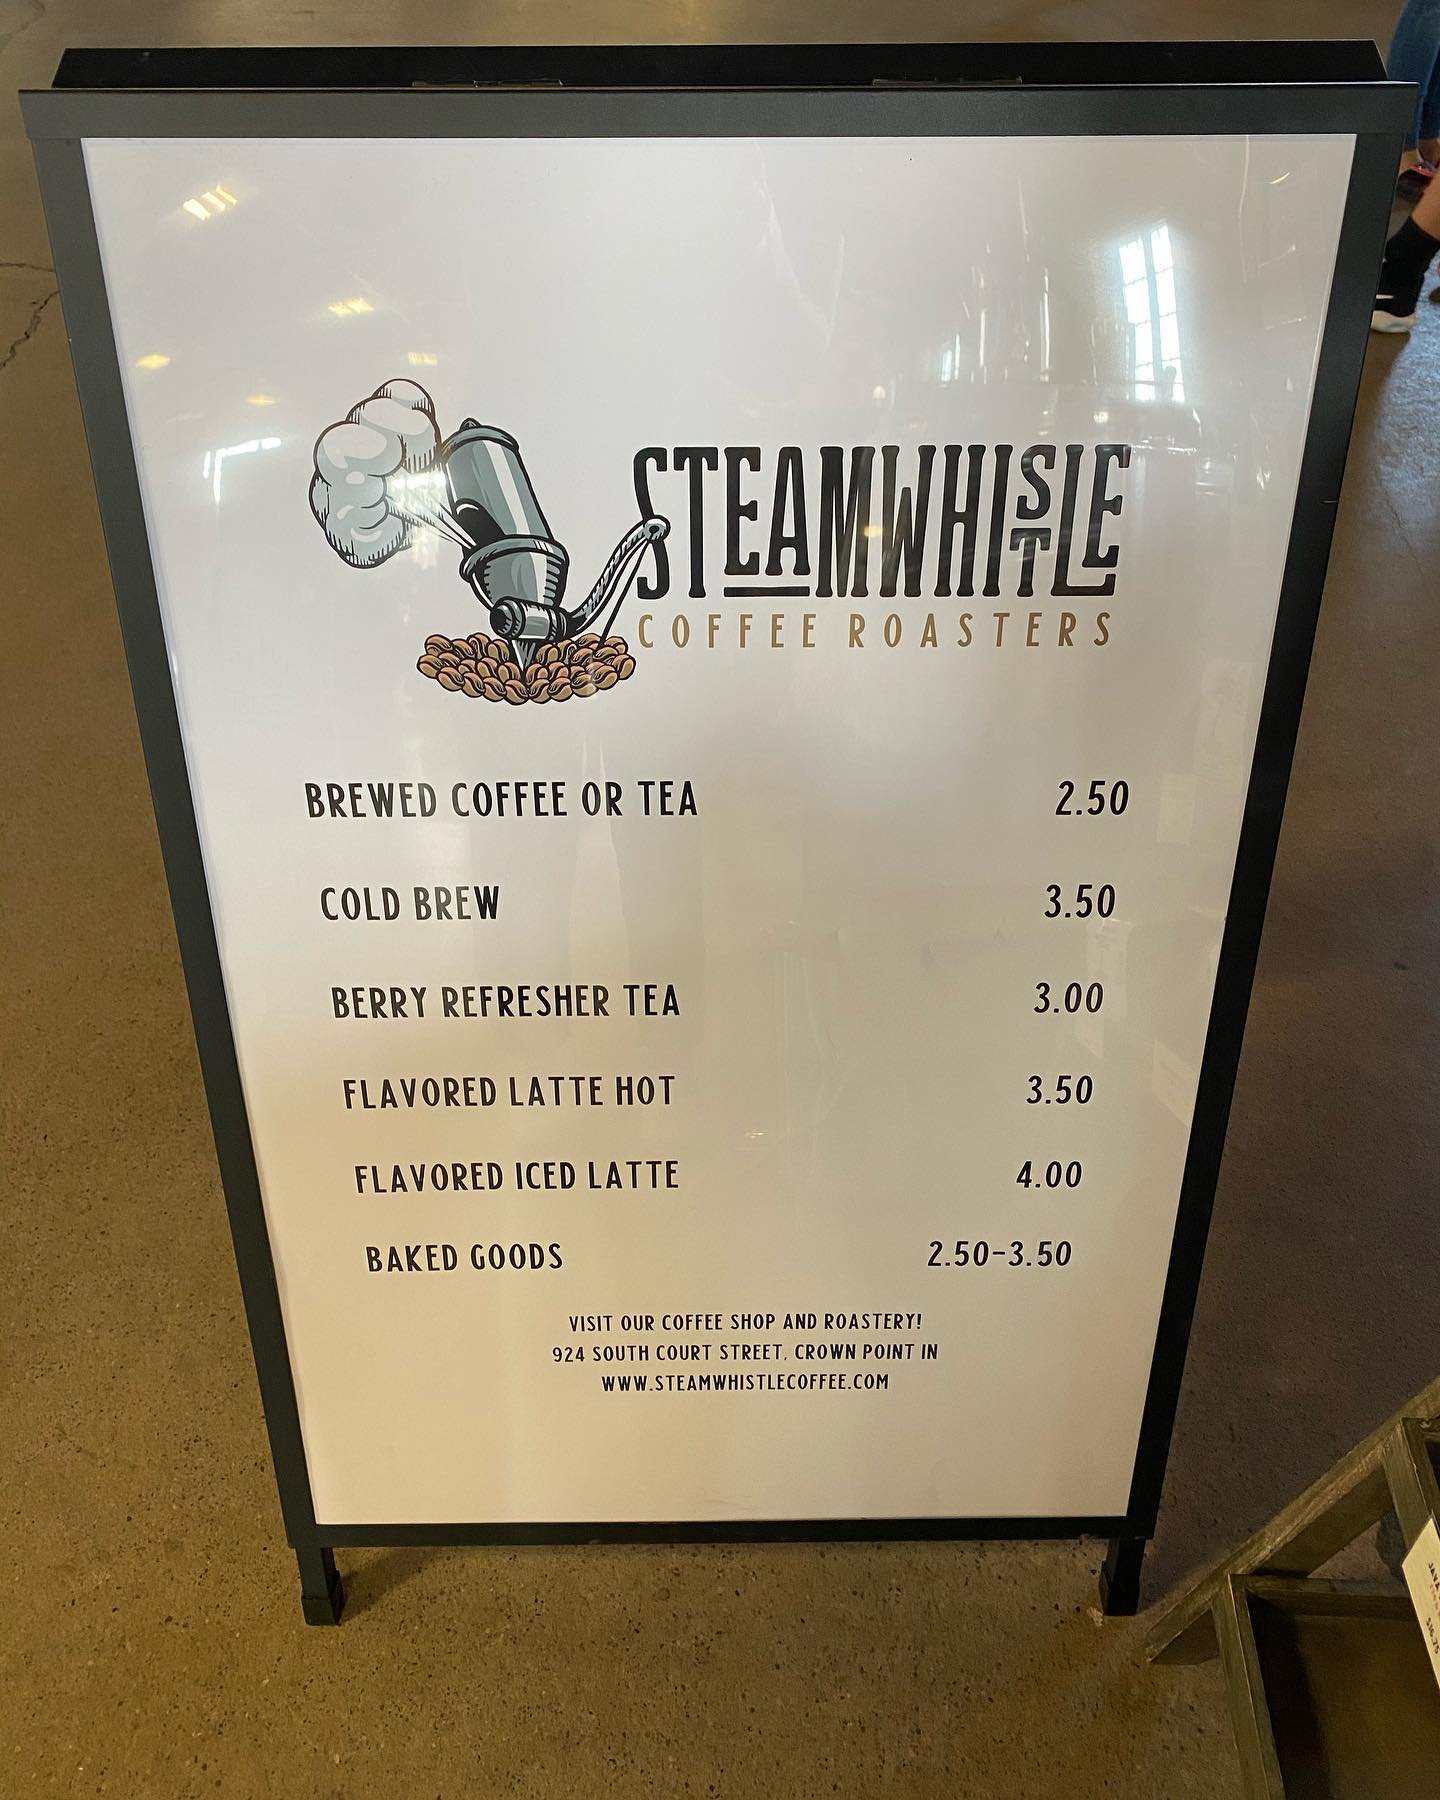 STEAMWHISTLE
COFFEE ROASTERS
BREWED COFFEE OR TEA 2.50
COLD BREW 3.50
BERRY REFRESHER TEA 3.00
FLAVORED LATTE HOT 3.50
FLAVORED ICED LATTE 4.00
BAKED GOODS 2.50-3.50
VISIT OUR COFFEE SHOP AND ROASTERY!
924 SOUTH COURT STREET, CROWN POINT IN
WWW.STEAMWHISTLECOFFEE.COM
JAVA